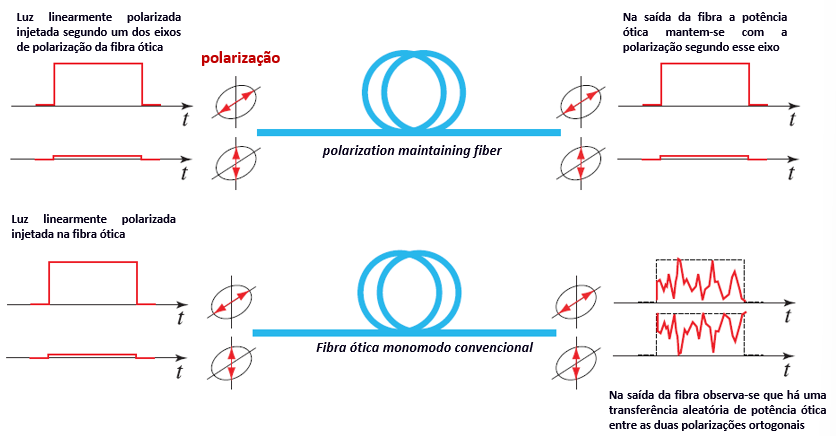 Luz linearmente polarizada
injetada segundo um dos eixos
de polarização da fibra ótica
polarização
Na saída da fibra a potência
ótica mantem-se com a
polarização segundo esse eixo
t
t
polarization maintaining fiber
t
t
Luz linearmente polarizada
injetada na fibra ótica
t
t
Fibra ótica monomodo convencional
t
t
Na saída da fibra observa-se que há uma
transferência aleatória de potência ótica
entre as duas polarizações ortogonais